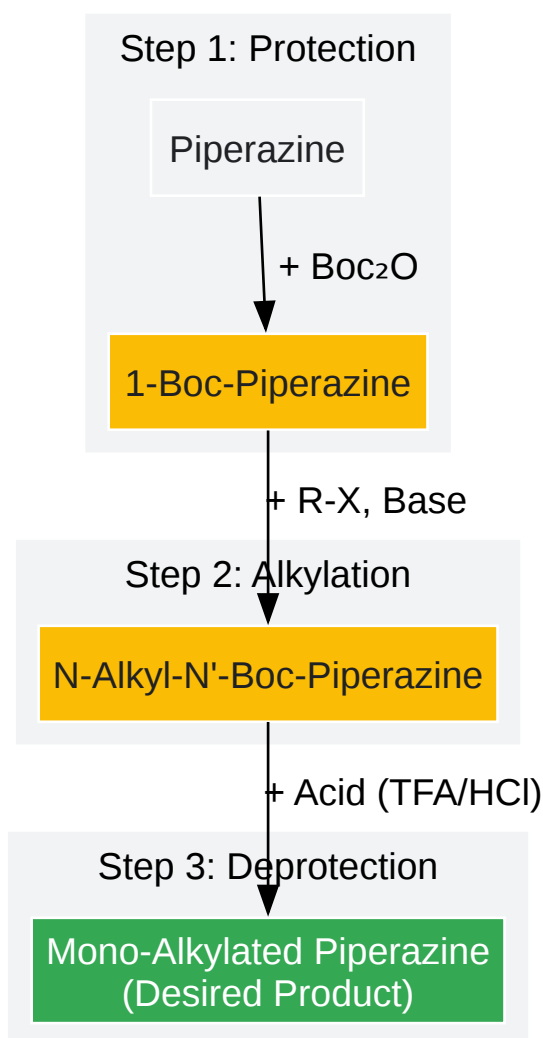 Step 1: Protection
Piperazine
+ Boc₂O
1-Boc-Piperazine
+ R-X, Base
Step 2: Alkylation
N-Alkyl-N'-Boc-Piperazine
+ Acid (TFA/HCl)
Step 3: Deprotection
Mono-Alkylated Piperazine
(Desired Product)